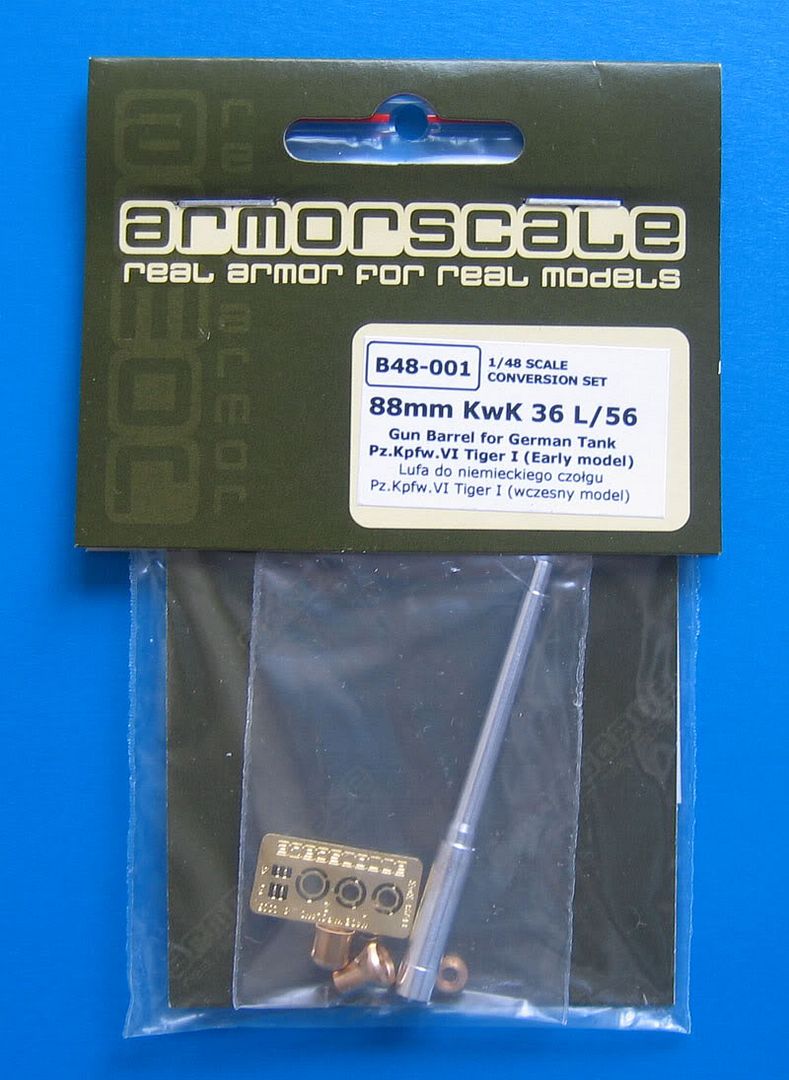 armorscale
real armor for real models
B48-001
1/48 SCALE
CONVERSION SET
88mm KwK 36 L/56
Gun Barrel for German Tank
Pz.Kpfw.VI Tiger I (Early model)
Lufa do niemieckiego czołgu
Pz.Kpfw.VI Tiger I (wczesny model)